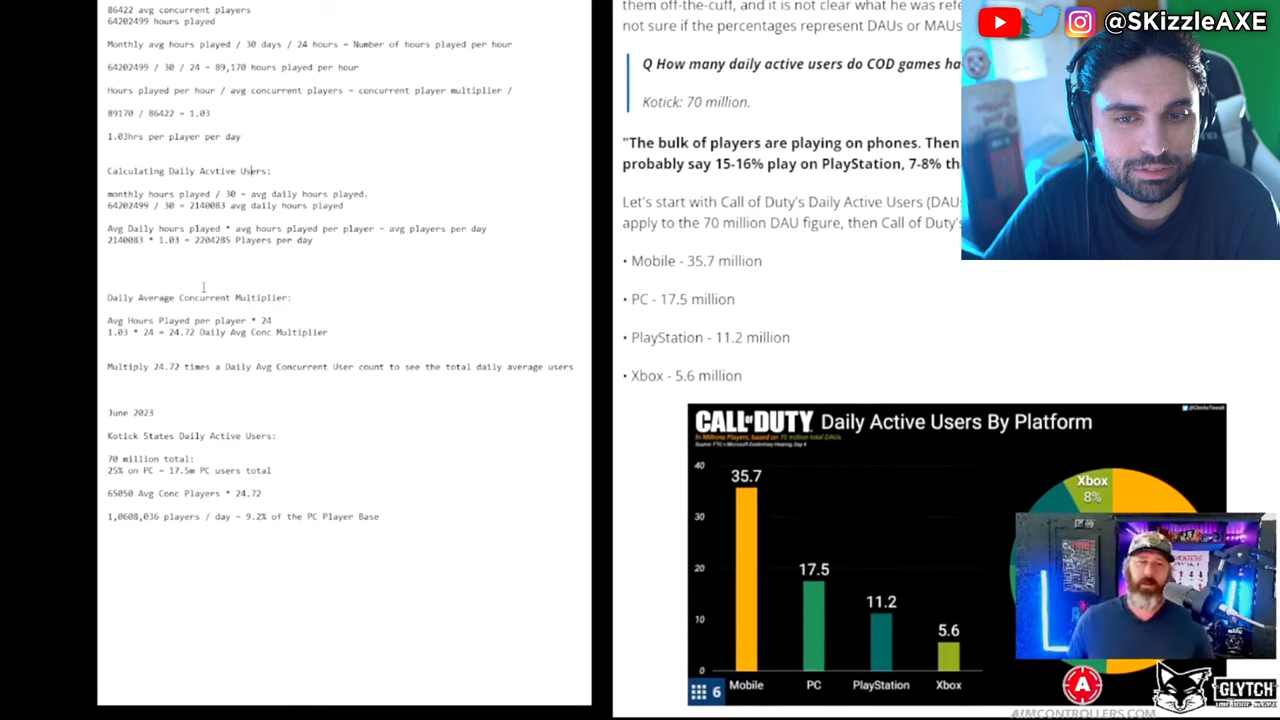 86422 avg concurrent players
64202499 hours played
Monthly avg hours played / 30 days / 24 hours = Number of hours played per hour
64202499 / 30 / 24 = 89,170 hours played per hour
Hours played per hour / avg concurrent players = concurrent player multiplier /
89170 / 86422 = 1.03
1.03hrs per player per day
Calculating Daily Acvtive Users:
monthly hours played / 30 = avg daily hours played.
64202499 / 30 = 2140083 avg daily hours played
Avg Daily hours played * avg hours played per player = avg players per day
2140083 * 1.03 = 2204285 Players per day
Daily Average Concurrent Multiplier:
Avg Hours Played per player * 24
1.03 * 24 = 24.72 Daily Avg Conc Multiplier
Multiply 24.72 times a Daily Avg Concurrent User count to see the total daily average users
June 2023
Kotick States Daily Active Users:
70 million total:
25% on PC = 17.5m PC users total
65050 Avg Conc Players * 24.72
1,0608,036 players / day = 9.2% of the PC Player Base
them off-the-cuff, and it is not clear what he was refe
not sure if the percentages represent DAUs or MAUs
Q How many daily active users do COD games ha
Kotick: 70 million.
"The bulk of players are playing on phones. Then
probably say 15-16% play on PlayStation, 7-8% th
Let's start with Call of Duty's Daily Active Users (DAU
apply to the 70 million DAU figure, then Call of Duty's
• Mobile - 35.7 million
• PC - 17.5 million
• PlayStation - 11.2 million
• Xbox - 5.6 million
CALL OF DUTY Daily Active Users By Platform
In Millions Players, based on 70 million total DAUs
40
30
20
10
0
35.7
17.5
11.2
5.6
Mobile
PC
PlayStation
Xbox
Xbox
8%
6
@SKizzleAXE
GLYTCH
AIMCONTROLLERS.COM